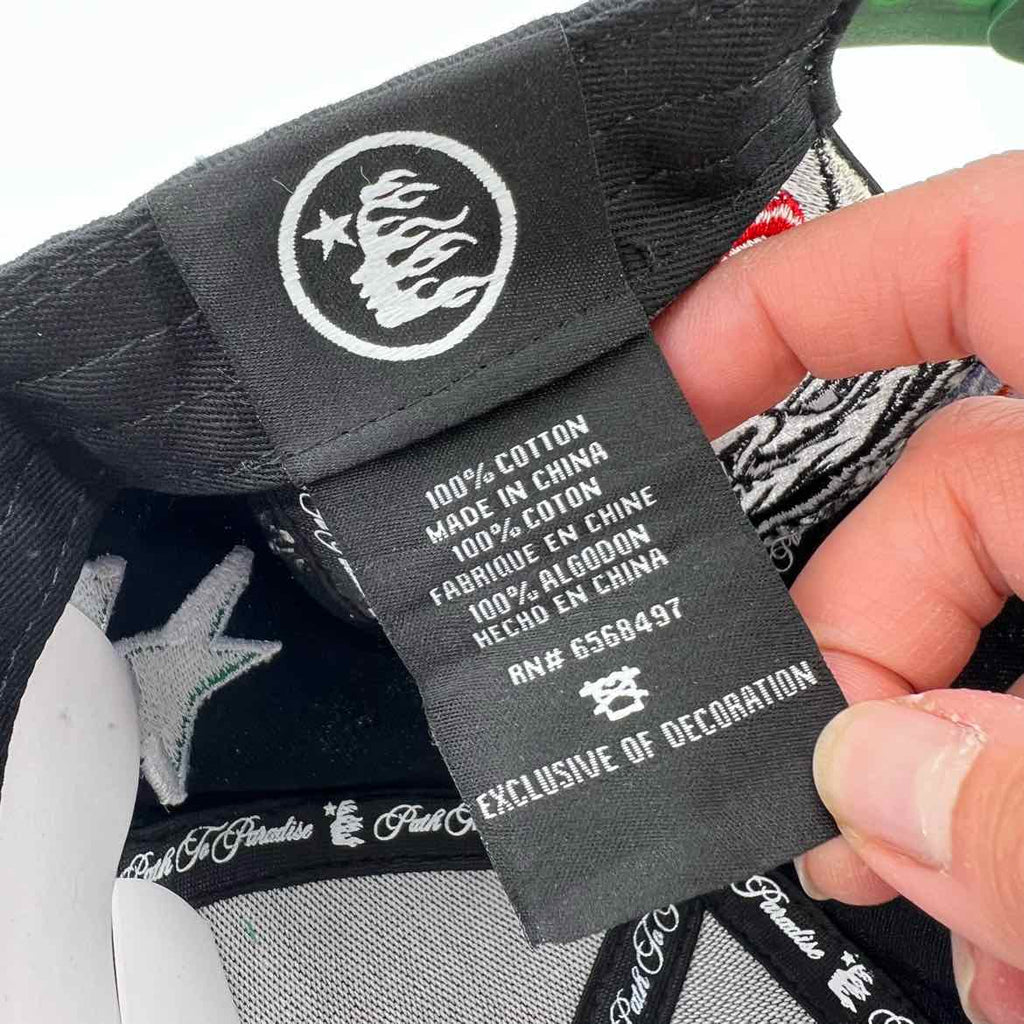 100% COTTON
MADE IN CHINA
100% COTON
FABRIQUE EN CHINE
100% ALGODON
HECHO EN CHINA
RN# 6568497
EXCLUSIVE OF DECORATION
Path To Paradise
Path
Path To
Paradise